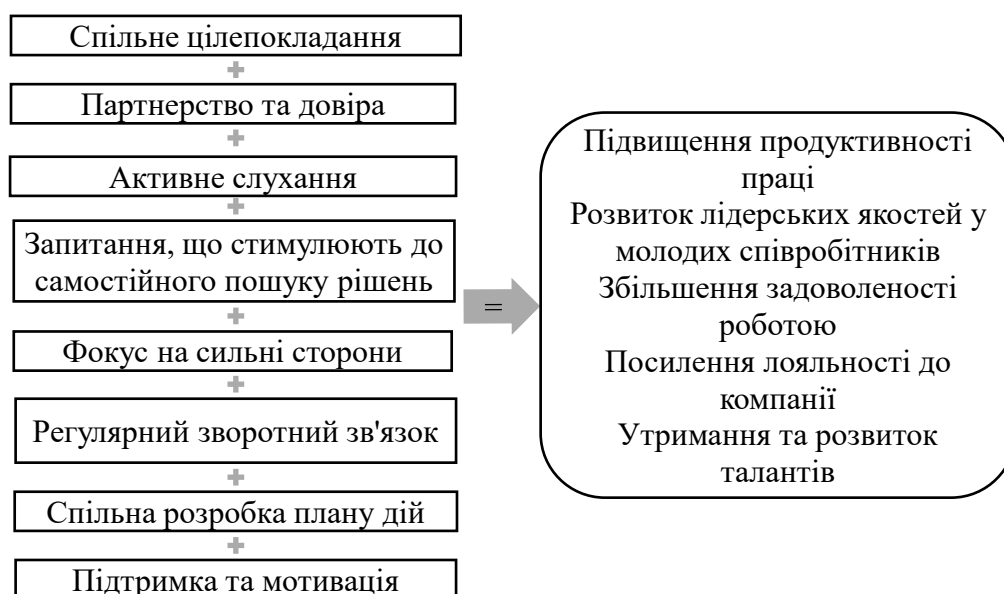 Спільне цілепокладання
+
Партнерство та довіра
+
Активне слухання
+
Запитання, що стимулюють до
самостійного пошуку рішень
+
Фокус на сильні сторони
+
Регулярний зворотний зв'язок
+
Спільна розробка плану дій
+
Підтримка та мотивація
=
Підвищення продуктивності
праці
Розвиток лідерських якостей у
молодих співробітників
Збільшення задоволеності
роботою
Посилення лояльності до
компанії
Утримання та розвиток
талантів